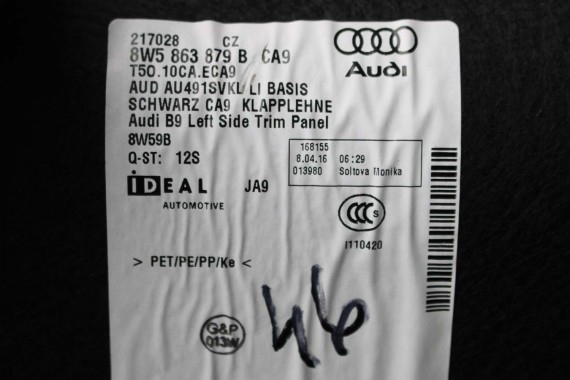 217028 CZ
8W5 863 879 B CA9
T50.10CA.ECA9
AUD AU491SVKL LI BASIS
SCHWARZ CA9 KLAPPLEHNE
Audi B9 Left Side Trim Panel
8W59B
Q-ST: 12S
IDEAL JA9
AUTOMOTIVE
Audi
168155
8.04.16 06:29
013980 Soltova Monika
CCC S
I110420
> PET/PE/PP/Ke <
G&P
013W
46